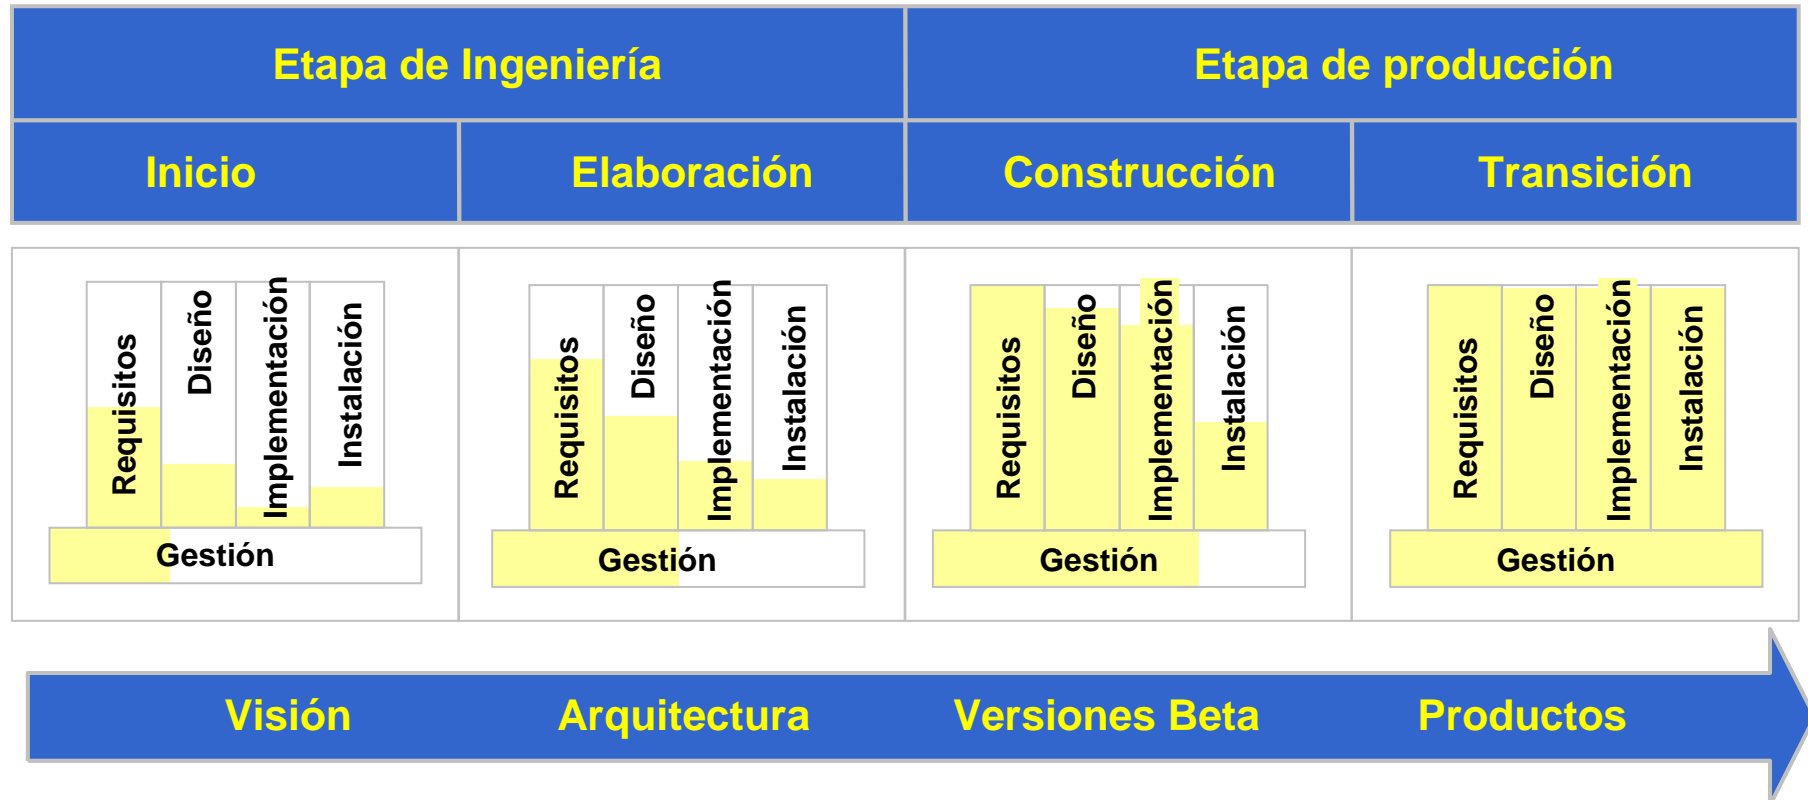 Etapa de Ingeniería
Etapa de producción
Inicio
Elaboración
Construcción
Transición
Requisitos
Diseño
Implementación
Instalación
Gestión
Requisitos
Diseño
Implementación
Instalación
Gestión
Requisitos
Diseño
Implementación
Instalación
Gestión
Requisitos
Diseño
Implementación
Instalación
Gestión
Visión
Arquitectura
Versiones Beta
Productos